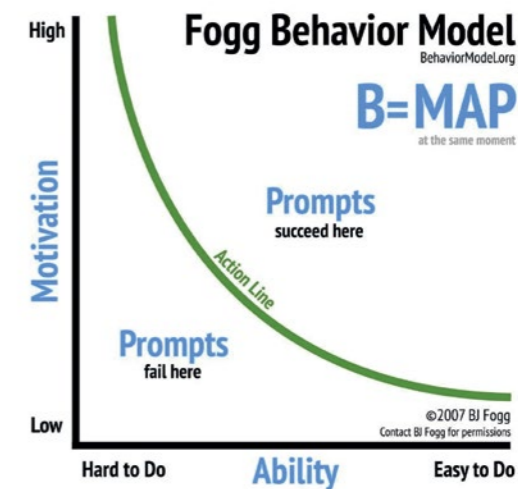 High
Fogg Behavior Model
BehaviorModel.org
B=MAP
at the same moment
Motivation
Prompts
succeed here
Action Line
Prompts
fail here
©2007 BJ Fogg
Contact BJ Fogg for permissions
Low
Hard to Do
Ability
Easy to Do